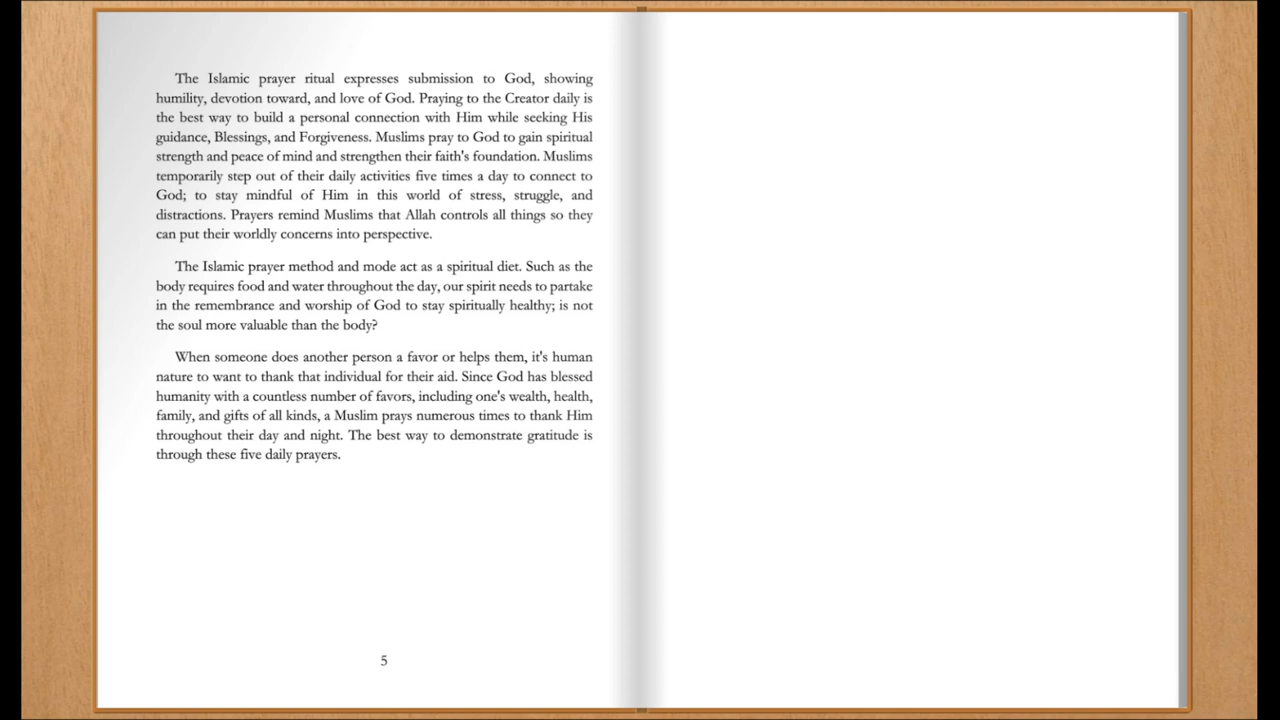 The Islamic prayer ritual expresses submission to God, showing
humility, devotion toward, and love of God. Praying to the Creator daily is
the best way to build a personal connection with Him while seeking His
guidance, Blessings, and Forgiveness. Muslims pray to God to gain spiritual
strength and peace of mind and strengthen their faith's foundation. Muslims
temporarily step out of their daily activities five times a day to connect to
God; to stay mindful of Him in this world of stress, struggle, and
distractions. Prayers remind Muslims that Allah controls all things so they
can put their worldly concerns into perspective.
The Islamic prayer method and mode act as a spiritual diet. Such as the
body requires food and water throughout the day, our spirit needs to partake
in the remembrance and worship of God to stay spiritually healthy; is not
the soul more valuable than the body?
When someone does another person a favor or helps them, it's human
nature to want to thank that individual for their aid. Since God has blessed
humanity with a countless number of favors, including one's wealth, health,
family, and gifts of all kinds, a Muslim prays numerous times to thank Him
throughout their day and night. The best way to demonstrate gratitude is
through these five daily prayers.
5